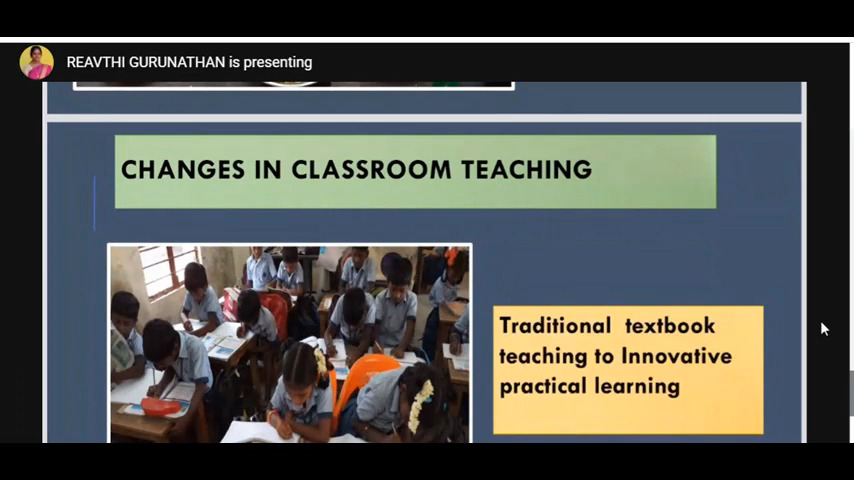 REAVTHI GURUNATHAN is presenting
CHANGES IN CLASSROOM TEACHING
Traditional textbook
teaching to Innovative
practical learning